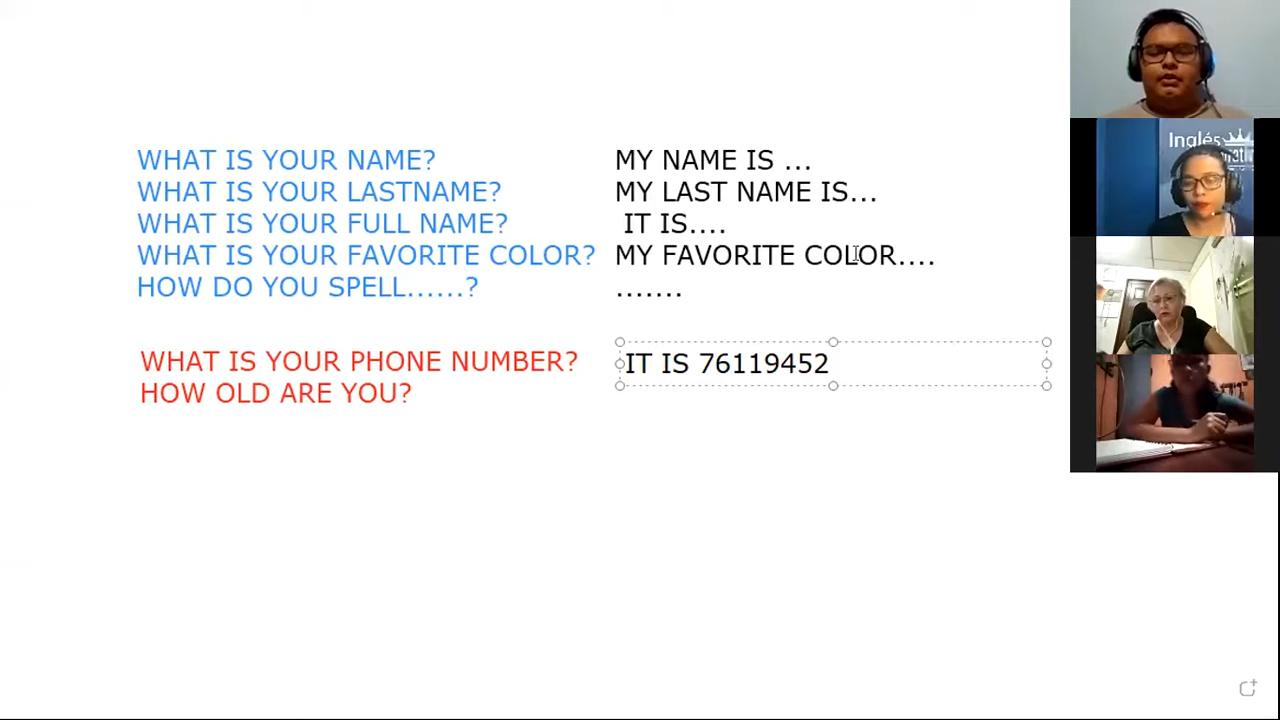 WHAT IS YOUR NAME? MY NAME IS ...
WHAT IS YOUR LASTNAME? MY LAST NAME IS...
WHAT IS YOUR FULL NAME? IT IS....
WHAT IS YOUR FAVORITE COLOR? MY FAVORITE COLOR....
HOW DO YOU SPELL......? .......
WHAT IS YOUR PHONE NUMBER? IT IS 76119452
HOW OLD ARE YOU?
Inglés